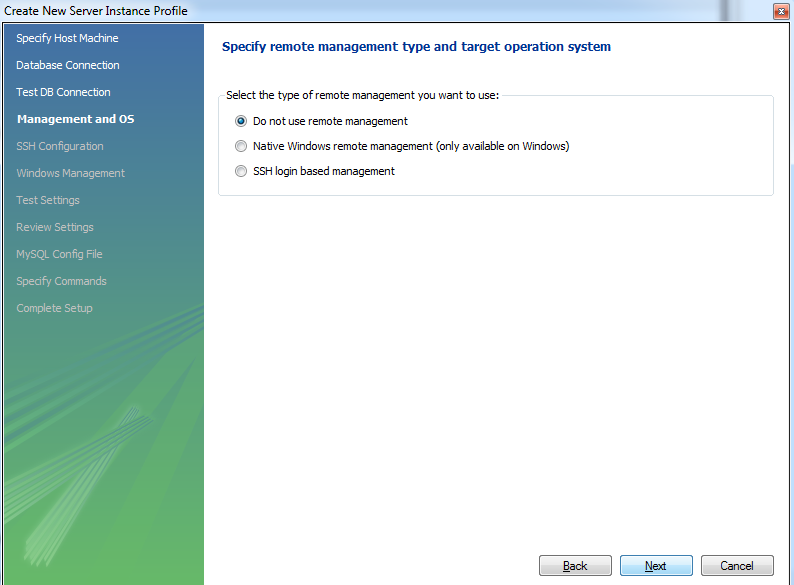 Create New Server Instance Profile
Specify Host Machine
Database Connection
Test DB Connection
Management and OS
SSH Configuration
Windows Management
Test Settings
Review Settings
MySQL Config File
Specify Commands
Complete Setup
Specify remote management type and target operation system
Select the type of remote management you want to use:
Do not use remote management
Native Windows remote management (only available on Windows)
SSH login based management
Back Next Cancel